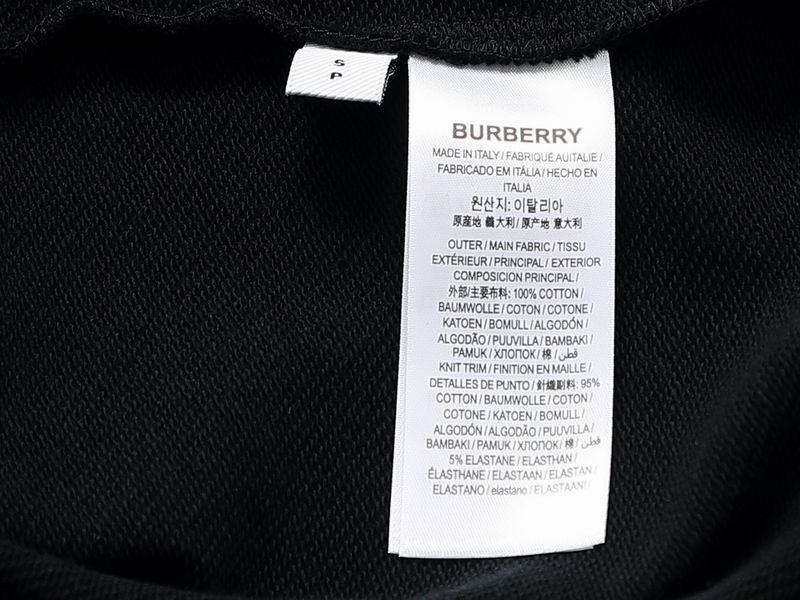 S
P
BURBERRY
MADE IN ITALY / FABRIQUÉ AUITALIE /
FABRICADO EM ITÁLIA / HECHO EN
ITALIA
원산지: 이탈리아
原産地 義大利 / 原产地 意大利
OUTER / MAIN FABRIC / TISSU
EXTÉRIEUR / PRINCIPAL / EXTERIOR
COMPOSICION PRINCIPAL /
外部/主要布料: 100% COTTON /
BAUMWOLLE / COTON / COTONE /
KATOEN / BOMULL / ALGODÓN /
ALGODÃO / PUUVILLA / BAMBAKI /
PAMUK / ХЛОПОК / 棉 / قطن /
KNIT TRIM / FINITION EN MAILLE /
DETALLES DE PUNTO / 針織副料: 95%
COTTON / BAUMWOLLE / COTON /
COTONE / KATOEN / BOMULL /
ALGODÓN / ALGODÃO / PUUVILLA /
BAMBAKI / PAMUK / ХЛОПОК / 棉 / قطن
5% ELASTANE / ELASTHAN /
ÉLASTHANE / ELASTAAN / ELASTAN /
ELASTANO / elastano / ELASTAANI /